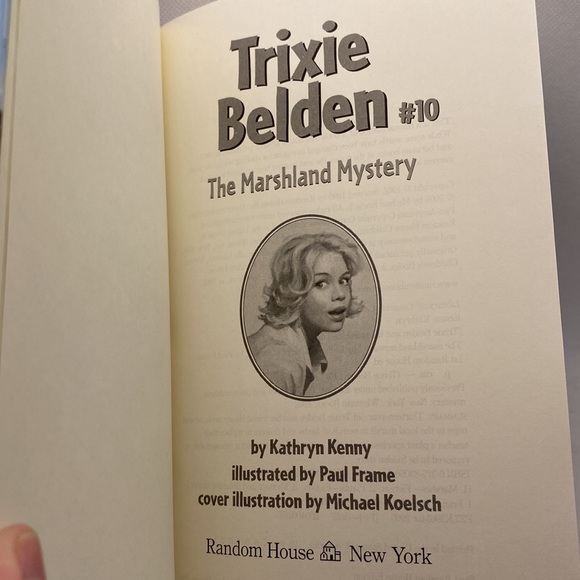 Trixie
Belden #10
The Marshland Mystery
by Kathryn Kenny
illustrated by Paul Frame
cover illustration by Michael Koelsch
Random House New York